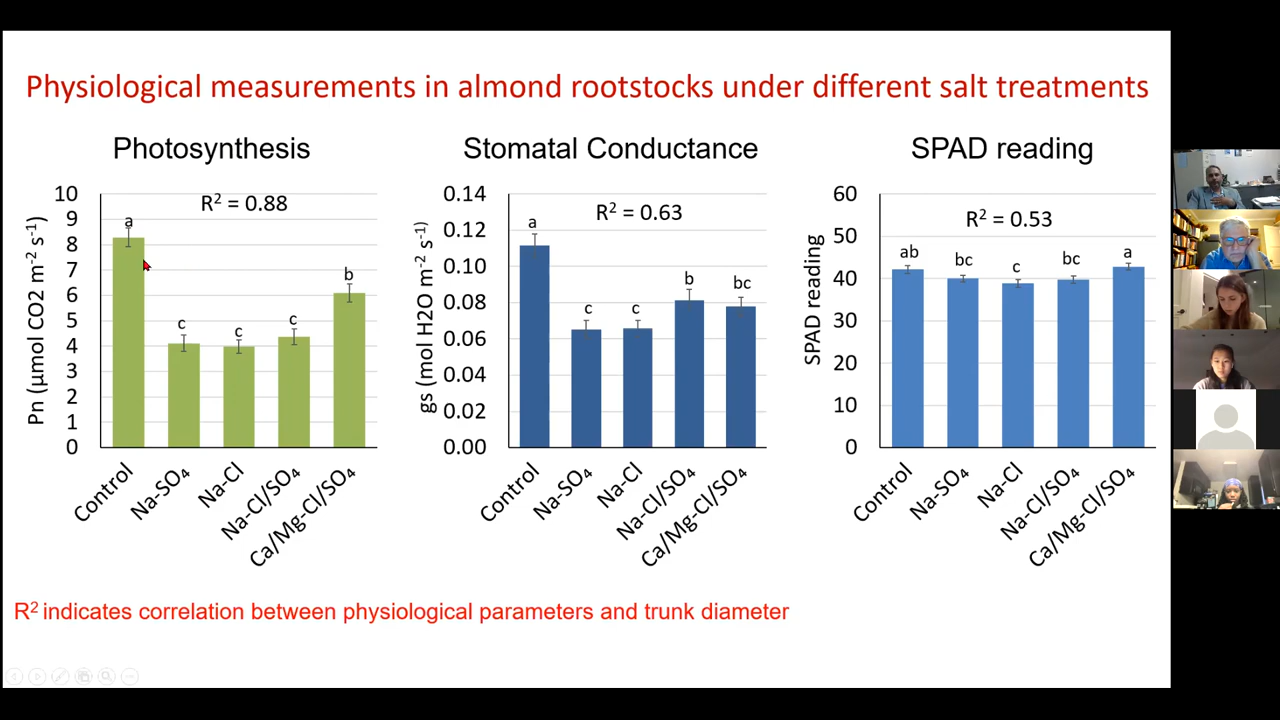 Physiological measurements in almond rootstocks under different salt treatments
Photosynthesis
R² = 0.88
Pn (µmol CO2 m⁻² s⁻¹)
10
9
8
7
6
5
4
3
2
1
0
a
c
c
c
b
Control
Na-SO₄
Na-Cl
Na-Cl/SO₄
Ca/Mg-Cl/SO₄
Stomatal Conductance
R² = 0.63
gs (mol H2O m⁻² s⁻¹)
0.14
0.12
0.10
0.08
0.06
0.04
0.02
0.00
a
c
c
b
bc
Control
Na-SO₄
Na-Cl
Na-Cl/SO₄
Ca/Mg-Cl/SO₄
SPAD reading
R² = 0.53
SPAD reading
60
50
40
30
20
10
0
ab
bc
c
bc
a
Control
Na-SO₄
Na-Cl
Na-Cl/SO₄
Ca/Mg-Cl/SO₄
R² indicates correlation between physiological parameters and trunk diameter